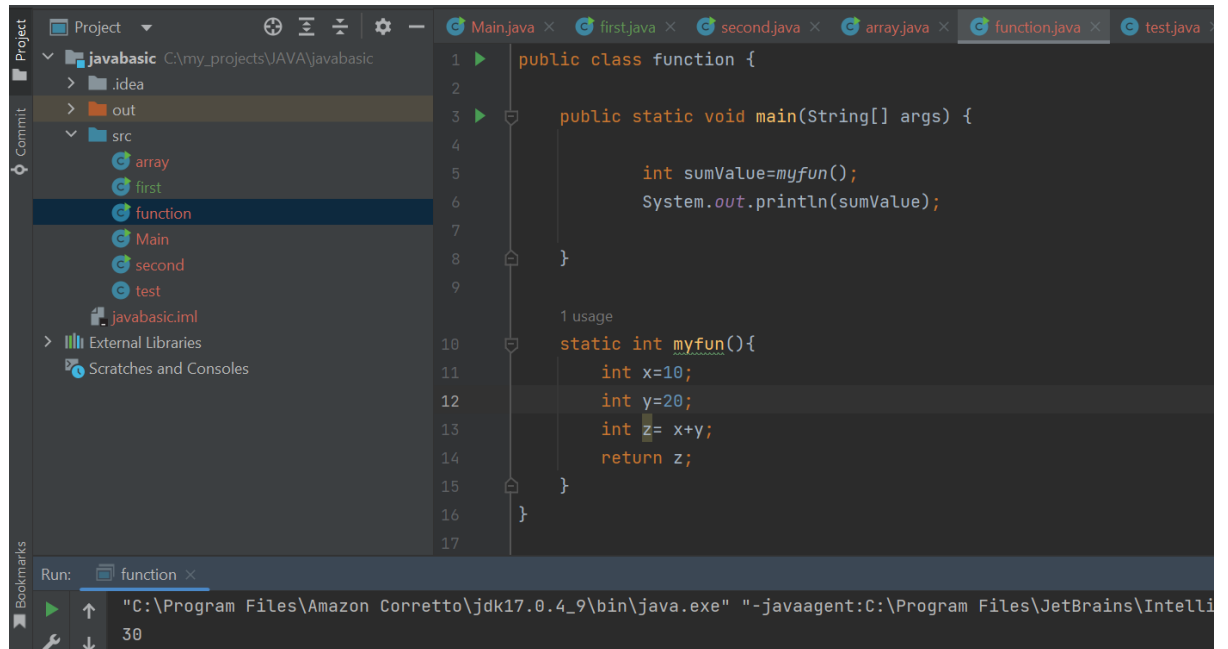 Project
Main.java
first.java
second.java
array.java
function.java
test.java
Project
Commit
Bookmarks
javabasic C:\my_projects\JAVA\javabasic
.idea
out
src
array
first
function
Main
second
test
javabasic.iml
External Libraries
Scratches and Consoles
1 public class function {
2
3 public static void main(String[] args) {
4
5 int sumValue=myfun();
6 System.out.println(sumValue);
7
8 }
9
1 usage
10 static int myfun(){
11 int x=10;
12 int y=20;
13 int z= x+y;
14 return z;
15 }
16 }
17
Run: function
"C:\Program Files\Amazon Corretto\jdk17.0.4_9\bin\java.exe" "-javaagent:C:\Program Files\JetBrains\Intelli
30